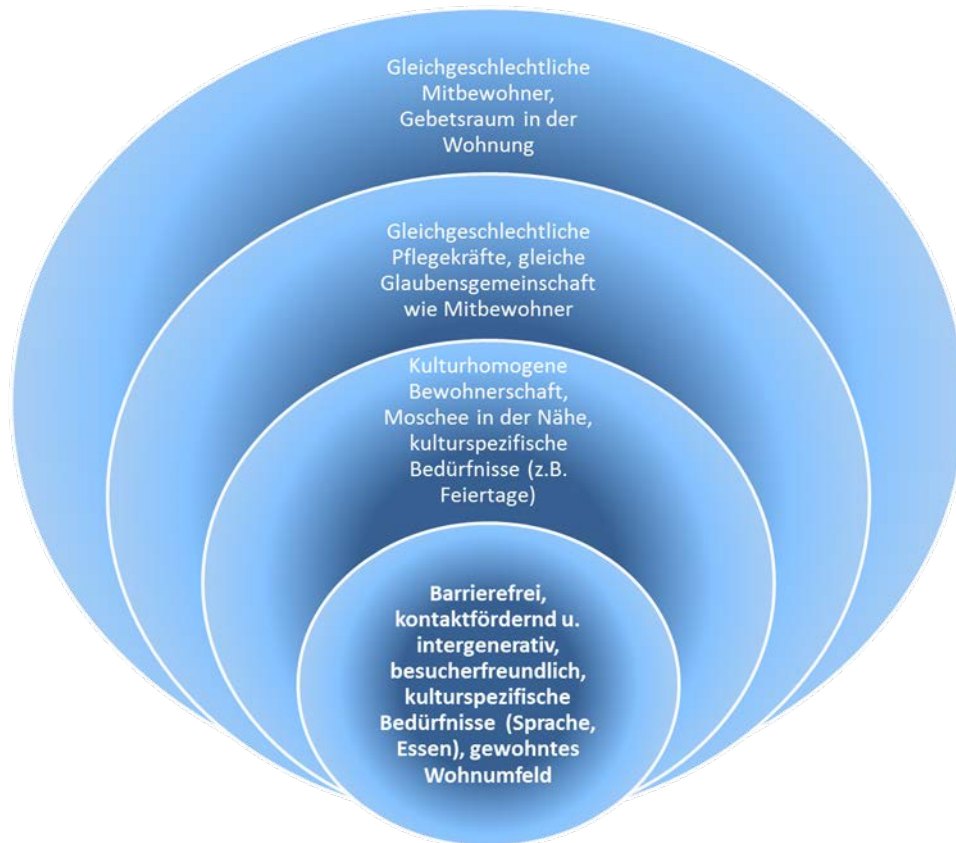 Gleichgeschlechtliche
Mitbewohner,
Gebetsraum in der
Wohnung
Gleichgeschlechtliche
Pflegekräfte, gleiche
Glaubensgemeinschaft
wie Mitbewohner
Kulturhomogene
Bewohnerschaft,
Moschee in der Nähe,
kulturspezifische
Bedürfnisse (z.B.
Feiertage)
Barrierefrei,
kontaktfördernd u.
intergenerativ,
besucherfreundlich,
kulturspezifische
Bedürfnisse (Sprache,
Essen), gewohntes
Wohnumfeld